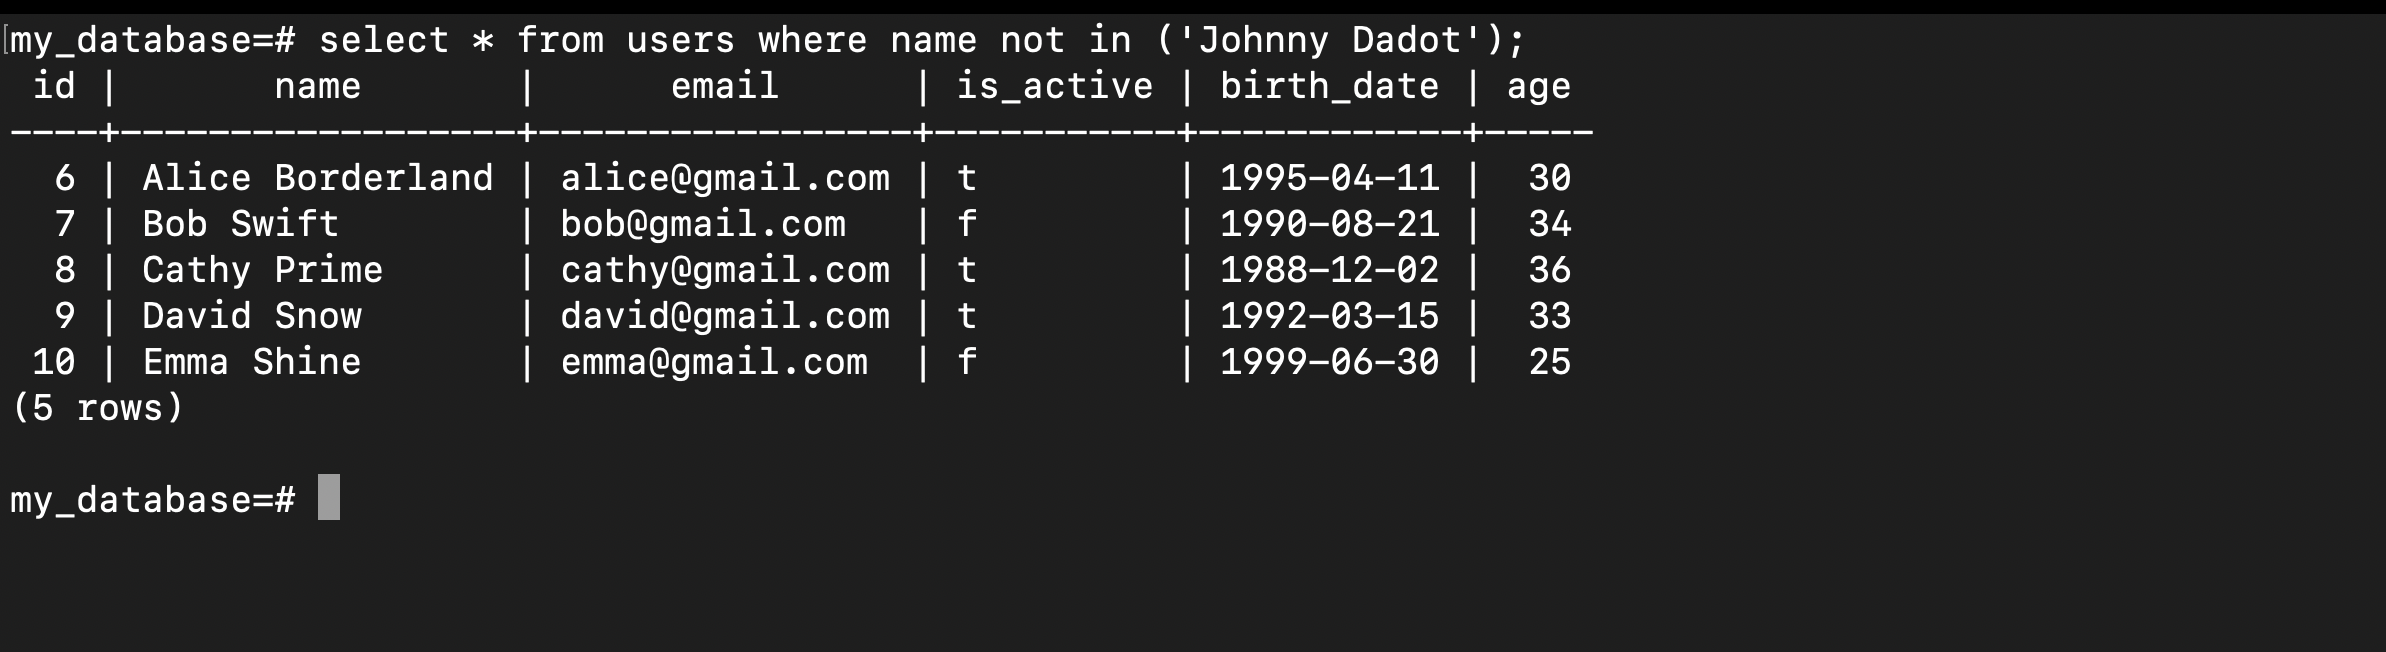 my_database=# select * from users where name not in ('Johnny Dadot');
 id |       name       |      email      | is_active | birth_date | age
----+------------------+-----------------+-----------+------------+-----
  6 | Alice Borderland | alice@gmail.com | t         | 1995-04-11 |  30
  7 | Bob Swift        | bob@gmail.com   | f         | 1990-08-21 |  34
  8 | Cathy Prime      | cathy@gmail.com | t         | 1988-12-02 |  36
  9 | David Snow       | david@gmail.com | t         | 1992-03-15 |  33
 10 | Emma Shine       | emma@gmail.com  | f         | 1999-06-30 |  25
(5 rows)
my_database=#